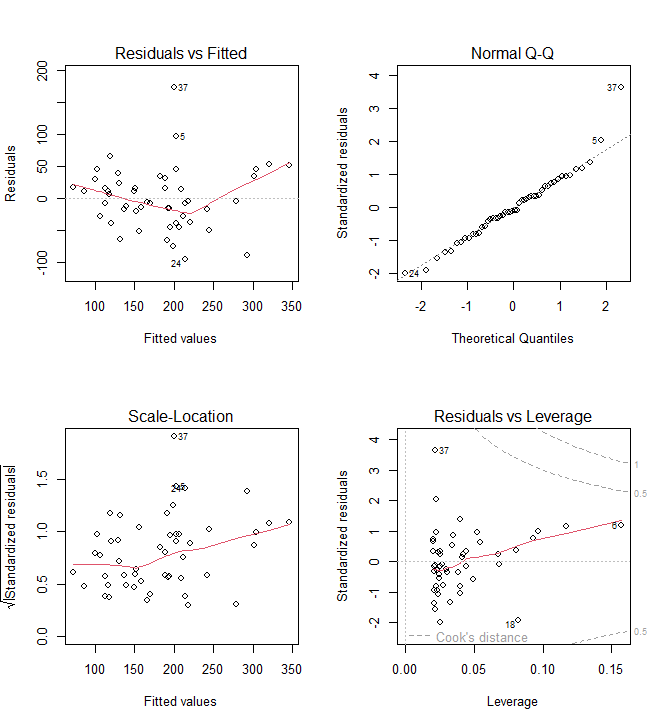 Residuals vs Fitted
Residuals
200
100
50
0
-100
37
5
24
100 150 200 250 300 350
Fitted values
Normal Q-Q
Standardized residuals
4
3
2
1
0
-1
-2
37
5
24
-2 -1 0 1 2
Theoretical Quantiles
Scale-Location
√|Standardized residuals|
1.5
1.0
0.5
0.0
37
5
24
100 150 200 250 300 350
Fitted values
Residuals vs Leverage
Standardized residuals
4
3
2
1
0
-1
-2
37
6
18
1
0.5
0.5
Cook's distance
0.00 0.05 0.10 0.15
Leverage